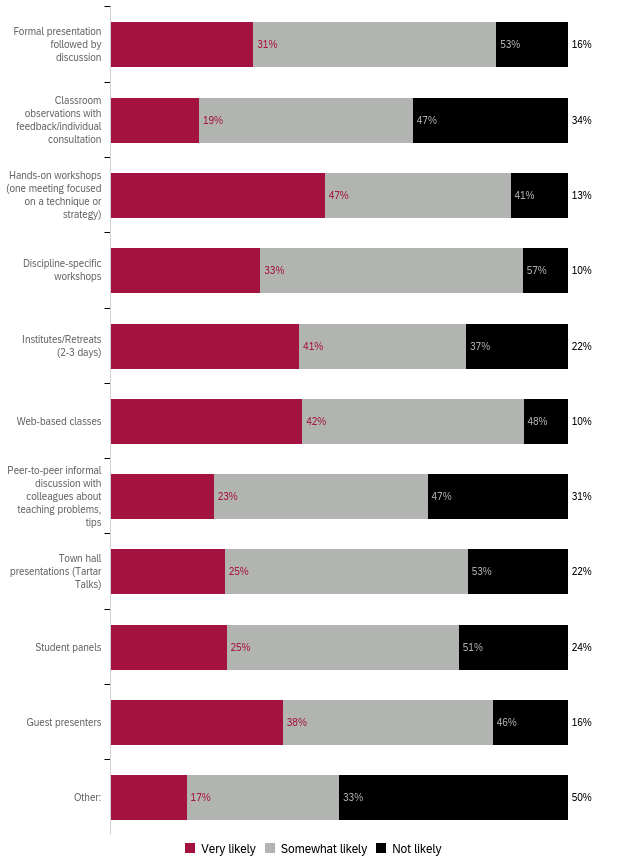 Formal presentation
followed by
discussion
31%
53%
16%
Classroom
observations with
feedback/individual
consultation
19%
47%
34%
Hands-on workshops
(one meeting focused
on a technique or
strategy)
47%
41%
13%
Discipline-specific
workshops
33%
57%
10%
Institutes/Retreats
(2-3 days)
41%
37%
22%
Web-based classes
42%
48%
10%
Peer-to-peer informal
discussion with
colleagues about
teaching problems,
tips
23%
47%
31%
Town hall
presentations (Tartar
Talks)
25%
53%
22%
Student panels
25%
51%
24%
Guest presenters
38%
46%
16%
Other:
17%
33%
50%
Very likely Somewhat likely Not likely